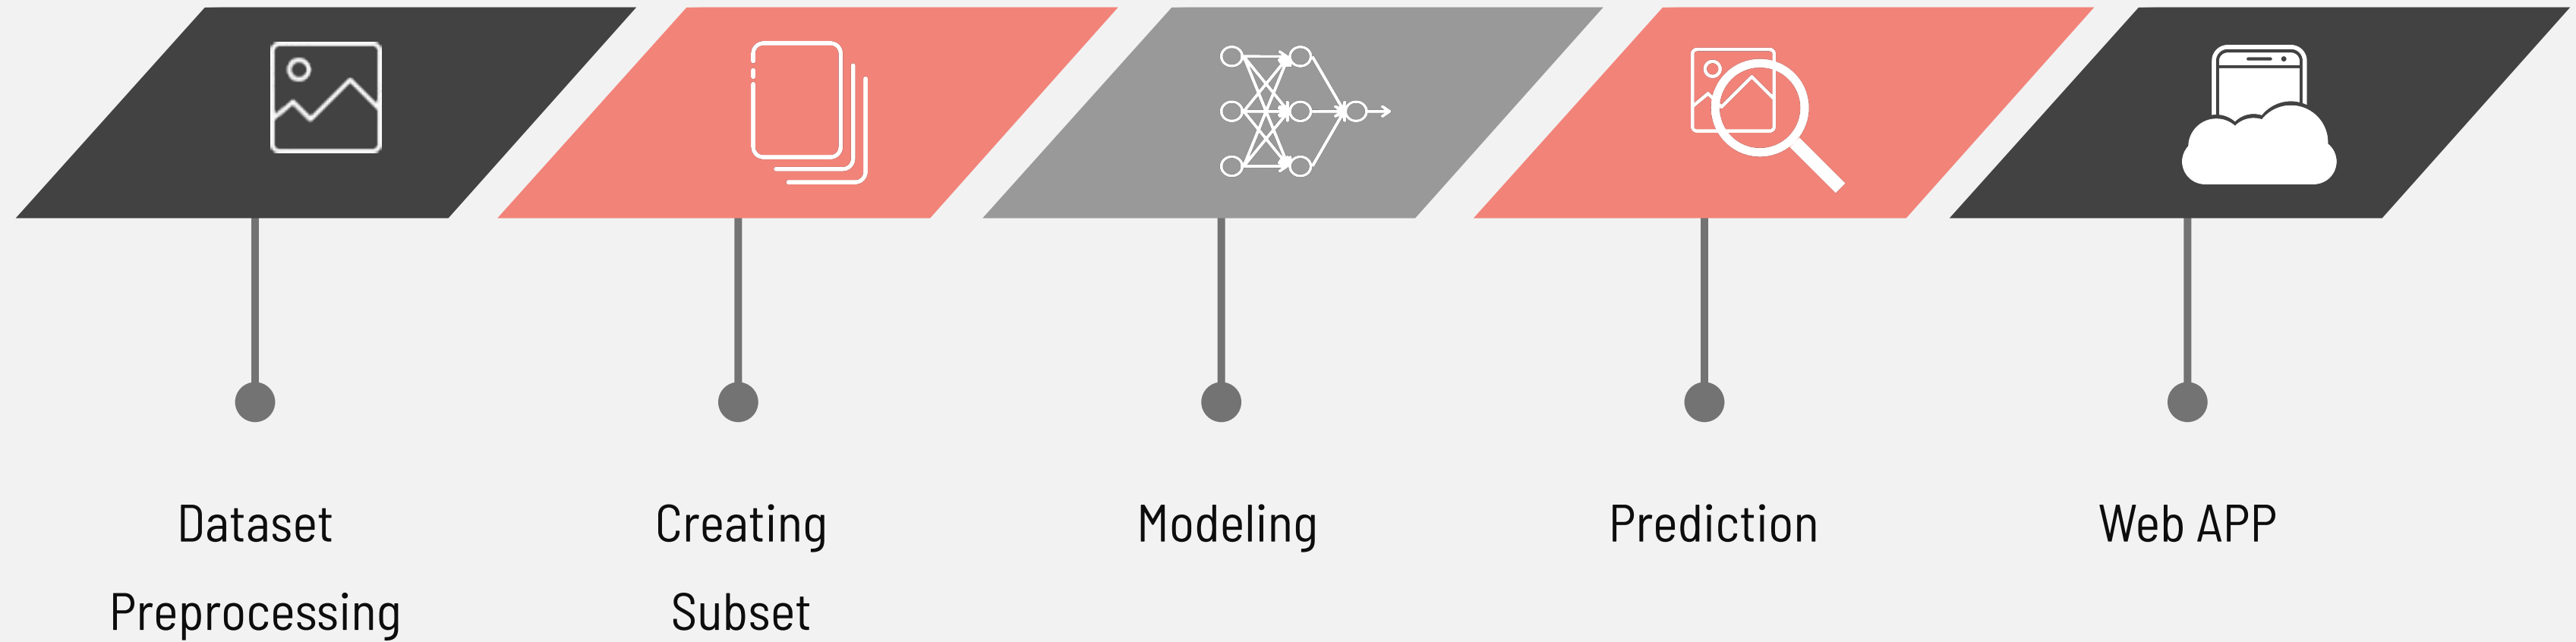 Dataset
Preprocessing
Creating
Subset
Modeling
Prediction
Web APP